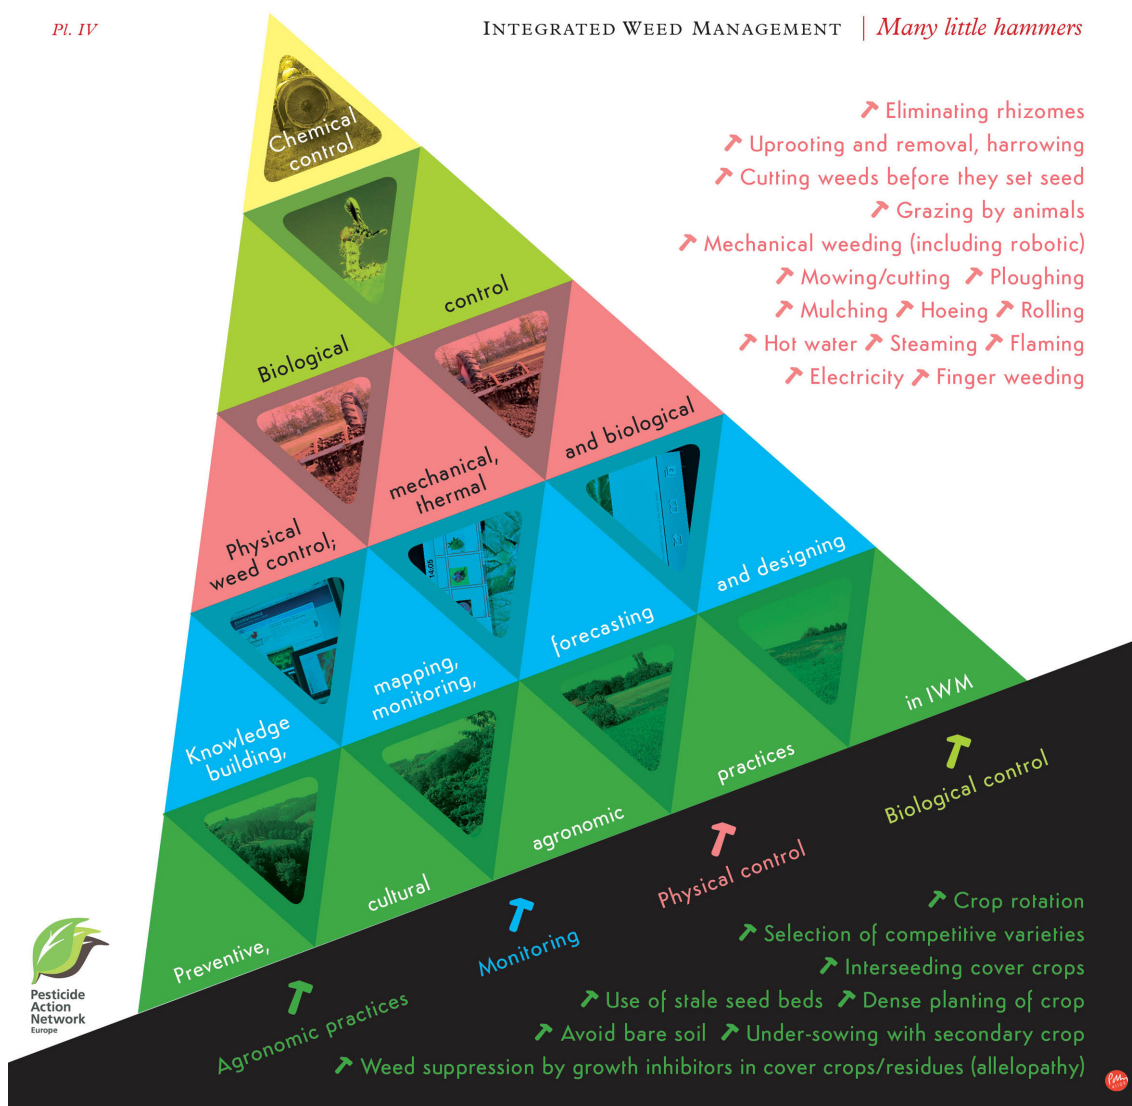 Pl. IV
INTEGRATED WEED MANAGEMENT | Many little hammers
Eliminating rhizomes
Uprooting and removal, harrowing
Cutting weeds before they set seed
Grazing by animals
Mechanical weeding (including robotic)
Mowing/cutting Ploughing
Mulching Hoeing Rolling
Hot water Steaming Flaming
Electricity Finger weeding
Chemical
control
Biological control
Physical
weed control;
mechanical,
thermal
and biological
14:05
Knowledge
building,
mapping,
monitoring,
forecasting
and designing
Preventive,
cultural
agronomic
practices
in IWM
Agronomic practices
Monitoring
Physical control
Biological control
Crop rotation
Selection of competitive varieties
Interseeding cover crops
Use of stale seed beds Dense planting of crop
Avoid bare soil Under-sowing with secondary crop
Weed suppression by growth inhibitors in cover crops/residues (allelopathy)
Pesticide
Action
Network
Europe